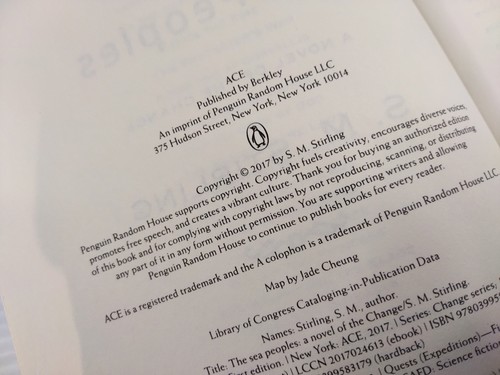 ACE
Published by Berkley
An imprint of Penguin Random House LLC
375 Hudson Street, New York, New York 10014
Copyright © 2017 by S. M. Stirling
Penguin Random House supports copyright. Copyright fuels creativity, encourages diverse voices,
promotes free speech, and creates a vibrant culture. Thank you for buying an authorized edition
of this book and for complying with copyright laws by not reproducing, scanning, or distributing
any part of it in any form without permission. You are supporting writers and allowing
Penguin Random House to continue to publish books for every reader.
ACE is a registered trademark and the A colophon is a trademark of Penguin Random House LLC
Map by Jade Cheung
Library of Congress Cataloging-in-Publication Data
Names: Stirling, S. M., author.
Title: The sea peoples: a novel of the Change/S. M. Stirling.
edition. | New York: ACE, 2017. | Series: Change series;
| LCCN 2017024613 (ebook) | ISBN 9780399
399583179 (hardback)
| Quests (Expeditions)—
Science fiction